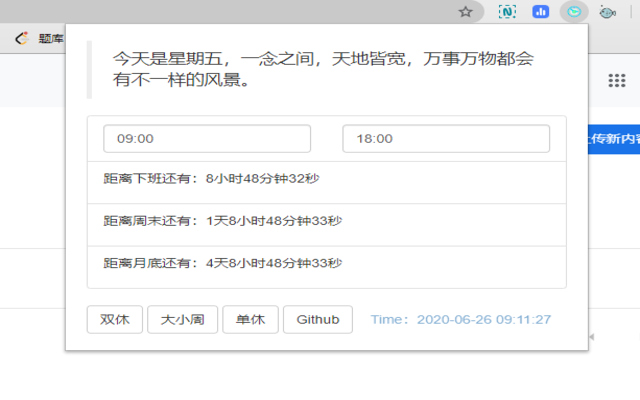 题库
今天是星期五，一念之间，天地皆宽，万事万物都会
有不一样的风景。
09:00
18:00
传新内容
距离下班还有：8小时48分钟32秒
距离周末还有：1天8小时48分钟33秒
距离月底还有：4天8小时48分钟33秒
双休
大小周
单休
Github
Time：2020-06-26 09:11:27